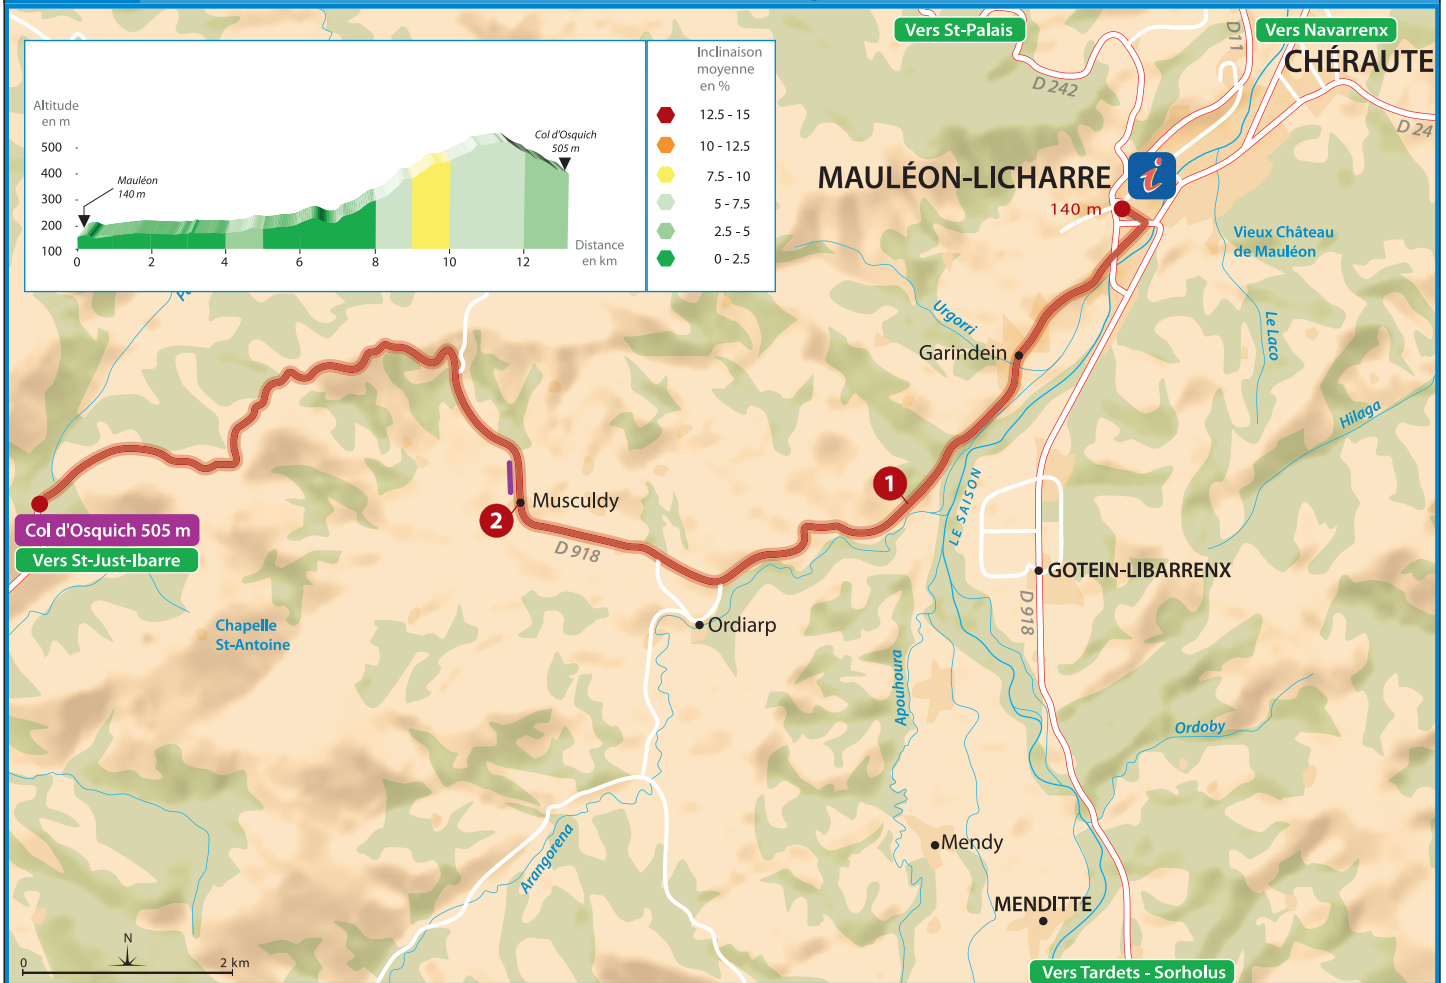 Vers St-Palais
Vers Navarrenx
D11
CHÉRAUTE
D 242
D 24
Altitude
en m
500
400
300
200
100
Mauléon
140 m
Col d'Osquich
505 m
0
2
4
6
8
10
12
Distance
en km
Inclinaison
moyenne
en %
12.5 - 15
10 - 12.5
7.5 - 10
5 - 7.5
2.5 - 5
0 - 2.5
MAULÉON-LICHARRE
i
140 m
Vieux Château
de Mauléon
Urgorri
Le Laco
Garindein
Hilaga
1
LE SAISON
Musculdy
2
D 918
Col d'Osquich 505 m
Vers St-Just-Ibarre
GOTEIN-LIBARRENX
D 918
Chapelle
St-Antoine
Ordiarp
Apouhoura
Ordoby
Arangorena
Mendy
MENDITTE
N
0
2 km
Vers Tardets - Sorholus